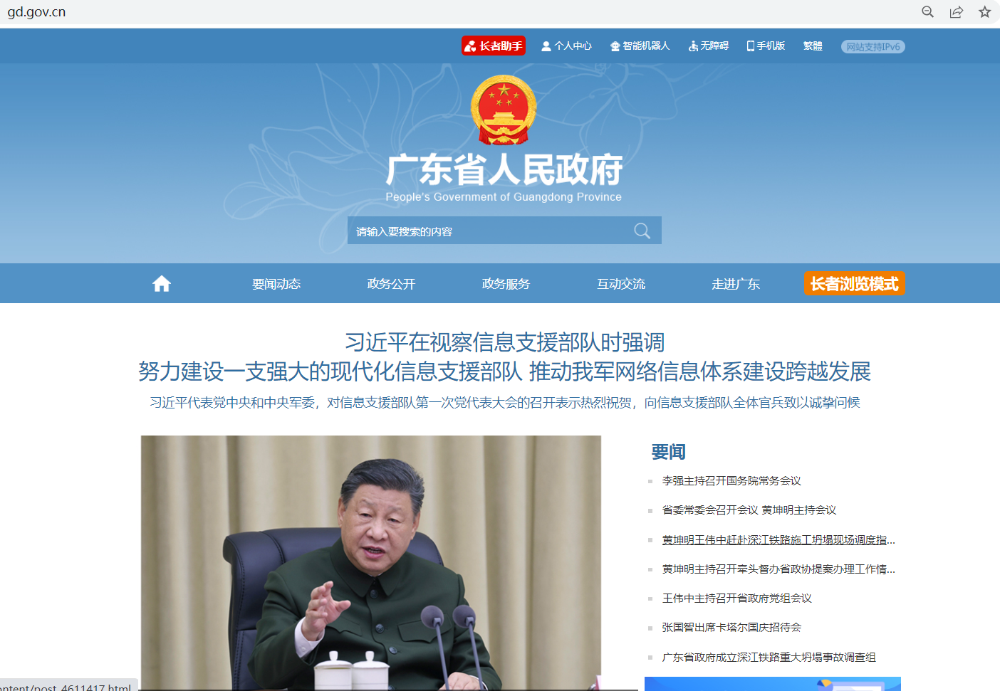 gd.gov.cn
长者助手 个人中心 智能机器人 无障碍 手机版 繁體 网站支持IPv6
广东省人民政府
People's Government of Guangdong Province
请输入要搜索的内容
要闻动态 政务公开 政务服务 互动交流 走进广东 长者浏览模式
习近平在视察信息支援部队时强调
努力建设一支强大的现代化信息支援部队 推动我军网络信息体系建设跨越发展
习近平代表党中央和中央军委，对信息支援部队第一次党代表大会的召开表示热烈祝贺，向信息支援部队全体官兵致以诚挚问候
要闻
李强主持召开国务院常务会议
省委常委会召开会议 黄坤明主持会议
黄坤明王伟中赶赴深江铁路施工坍塌现场调度指...
黄坤明主持召开牵头督办省政协提案办理工作情...
王伟中主持召开省政府党组会议
张国智出席卡塔尔国庆招待会
广东省政府成立深江铁路重大坍塌事故调查组
ontent/post_4611417.html